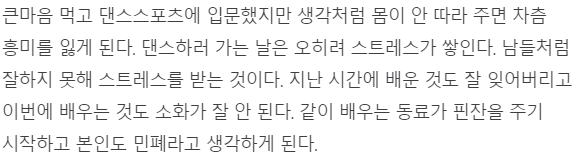 큰마음 먹고 댄스스포츠에 입문했지만 생각처럼 몸이 안 따라 주면 차츰
흥미를 잃게 된다. 댄스하러 가는 날은 오히려 스트레스가 쌓인다. 남들처럼
잘하지 못해 스트레스를 받는 것이다. 지난 시간에 배운 것도 잘 잊어버리고
이번에 배우는 것도 소화가 잘 안 된다. 같이 배우는 동료가 핀잔을 주기
시작하고 본인도 민폐라고 생각하게 된다.